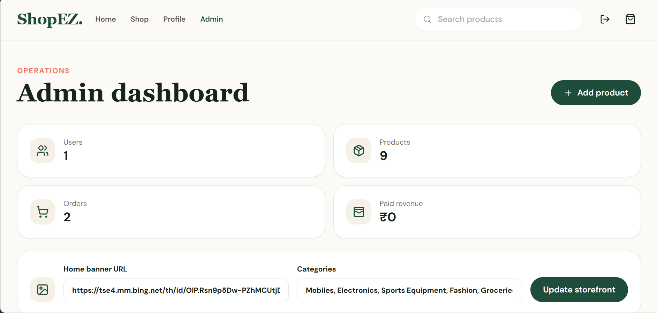 ShopEZ. Home Shop Profile Admin Search products
OPERATIONS
Admin dashboard
+ Add product
Users
1
Products
9
Orders
2
Paid revenue
₹0
Home banner URL
https://tse4.mm.bing.net/th/id/OIP.Rsn9p5Dw-PZhMCUtjD
Categories
Mobiles, Electronics, Sports Equipment, Fashion, Grocerie
Update storefront